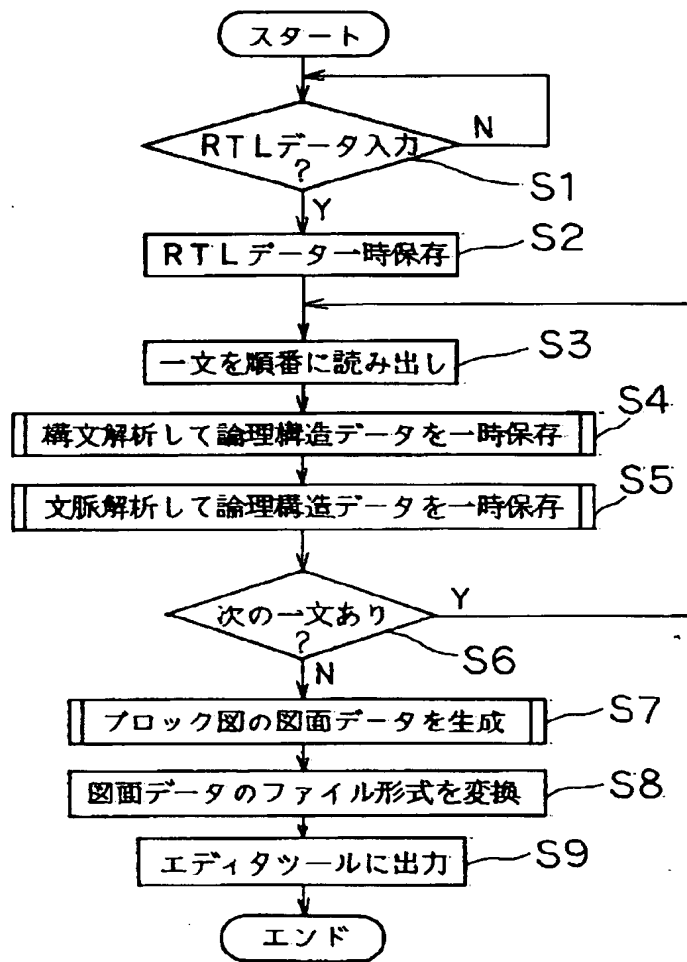 スタート
RTLデータ入力
?
N
S1
Y
RTLデータ一時保存
S2
一文を順番に読み出し
S3
構文解析して論理構造データを一時保存
S4
文脈解析して論理構造データを一時保存
S5
次の一文あり
?
Y
S6
N
ブロック図の図面データを生成
S7
図面データのファイル形式を変換
S8
エディタツールに出力
S9
エンド